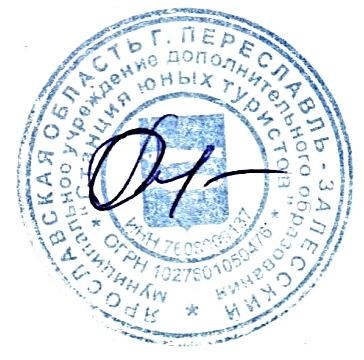 ЯРОСЛАВСКАЯ ОБЛАСТЬ Г. ПЕРЕСЛАВЛЬ-ЗАЛЕССКИЙ
муниципальное учреждение дополнительного образования
"Станция юных туристов"
* ОГРН 1027601050476 *
ИНН